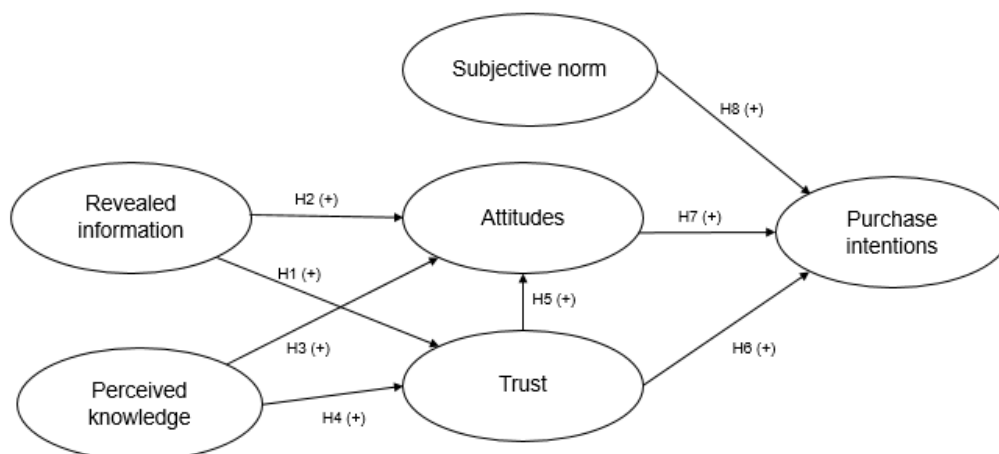 Subjective norm
H8 (+)
Revealed
information
H2 (+)
Attitudes
H7 (+)
Purchase
intentions
H1 (+)
H5 (+)
H3 (+)
H6 (+)
Perceived
knowledge
H4 (+)
Trust